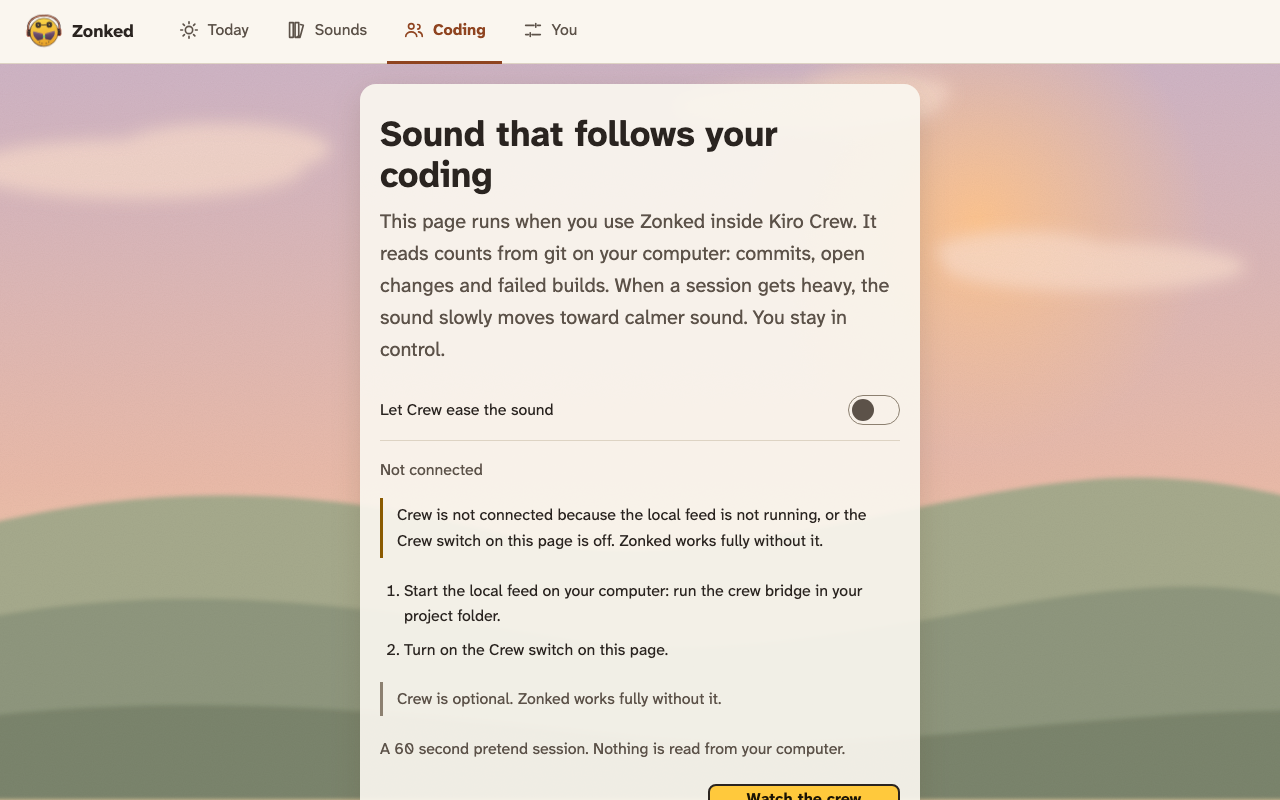 Zonked
Today
Sounds
Coding
You
Sound that follows your
coding
This page runs when you use Zonked inside Kiro Crew. It
reads counts from git on your computer: commits, open
changes and failed builds. When a session gets heavy, the
sound slowly moves toward calmer sound. You stay in
control.
Let Crew ease the sound
Not connected
Crew is not connected because the local feed is not running, or the
Crew switch on this page is off. Zonked works fully without it.
1. Start the local feed on your computer: run the crew bridge in your
project folder.
2. Turn on the Crew switch on this page.
Crew is optional. Zonked works fully without it.
A 60 second pretend session. Nothing is read from your computer.
Watch the crew